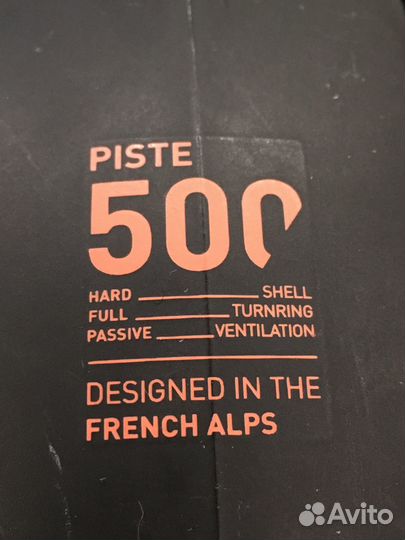 PISTE
500
HARD SHELL
FULL TURNRING
PASSIVE VENTILATION
DESIGNED IN THE
FRENCH ALPS
Avito